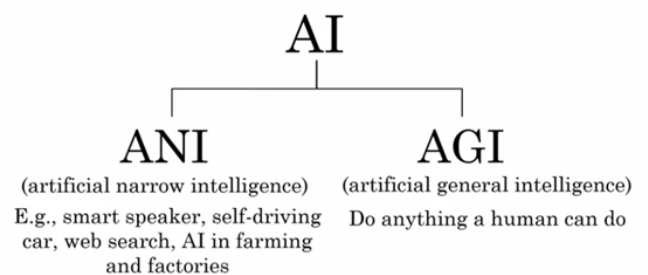 AI
ANI
(artificial narrow intelligence)
E.g., smart speaker, self-driving
car, web search, AI in farming
and factories
AGI
(artificial general intelligence)
Do anything a human can do